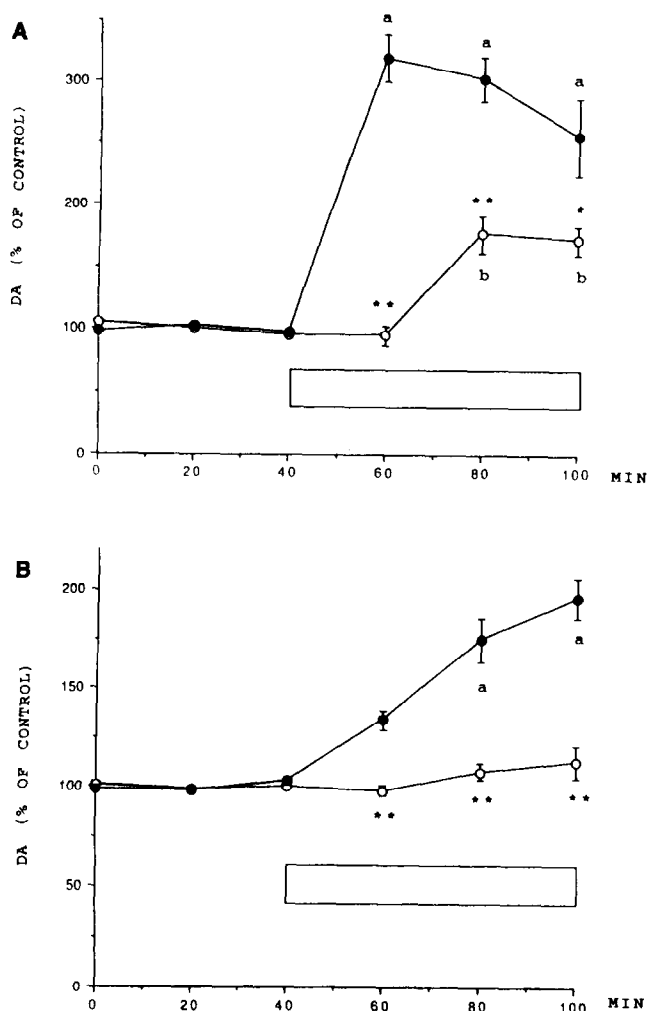 A
DA (% OF CONTROL)
300
200
100
0
a
a
a
* *
* *
*
b
b
0 20 40 60 80 100 MIN
B
DA (% OF CONTROL)
200
150
100
50
0
a
a
* *
* *
* *
0 20 40 60 80 100 MIN